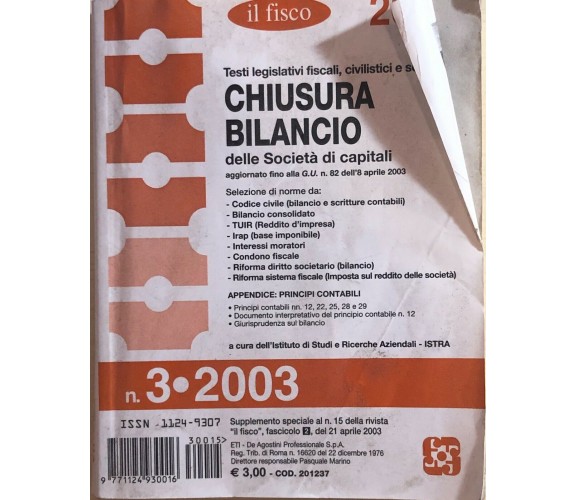 il fisco
2
Testi legislativi fiscali, civilistici e
CHIUSURA
BILANCIO
delle Società di capitali
aggiornato fino alla G.U. n. 82 dell'8 aprile 2003
Selezione di norme da:
- Codice civile (bilancio e scritture contabili)
- Bilancio consolidato
- TUIR (Reddito d'impresa)
- Irap (base imponibile)
- Interessi moratori
- Condono fiscale
- Riforma diritto societario (bilancio)
- Riforma sistema fiscale (Imposta sul reddito delle società)
APPENDICE: PRINCIPI CONTABILI
• Principi contabili nn. 12, 22, 25, 28 e 29
• Documento interpretativo del principio contabile n. 12
• Giurisprudenza sul bilancio
a cura dell'Istituto di Studi e Ricerche Aziendali - ISTRA
n. 3•2003
ISSN 1124-9307
30015>
9 771124 930016
Supplemento speciale al n. 15 della rivista
"il fisco", fascicolo 2, del 21 aprile 2003
ETI - De Agostini Professionale S.p.A.
Reg. Trib. di Roma n. 16620 del 22 dicembre 1976
Direttore responsabile Pasquale Marino
€ 3,00 - COD. 201237